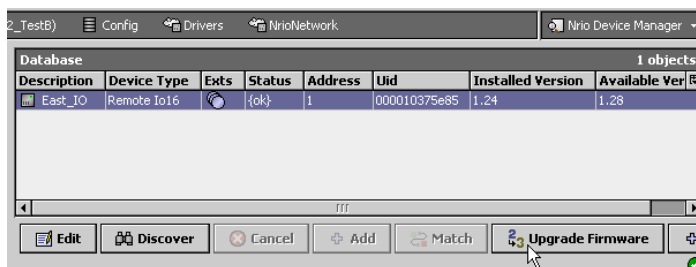 2_TestB) Config Drivers NrioNetwork Nrio Device Manager
Database 1 objects
Description Device Type Exts Status Address Uid Installed Version Available Ver
East_IO Remote Io16 {ok} 1 000010375e85 1.24 1.28
Edit Discover Cancel Add Match Upgrade Firmware